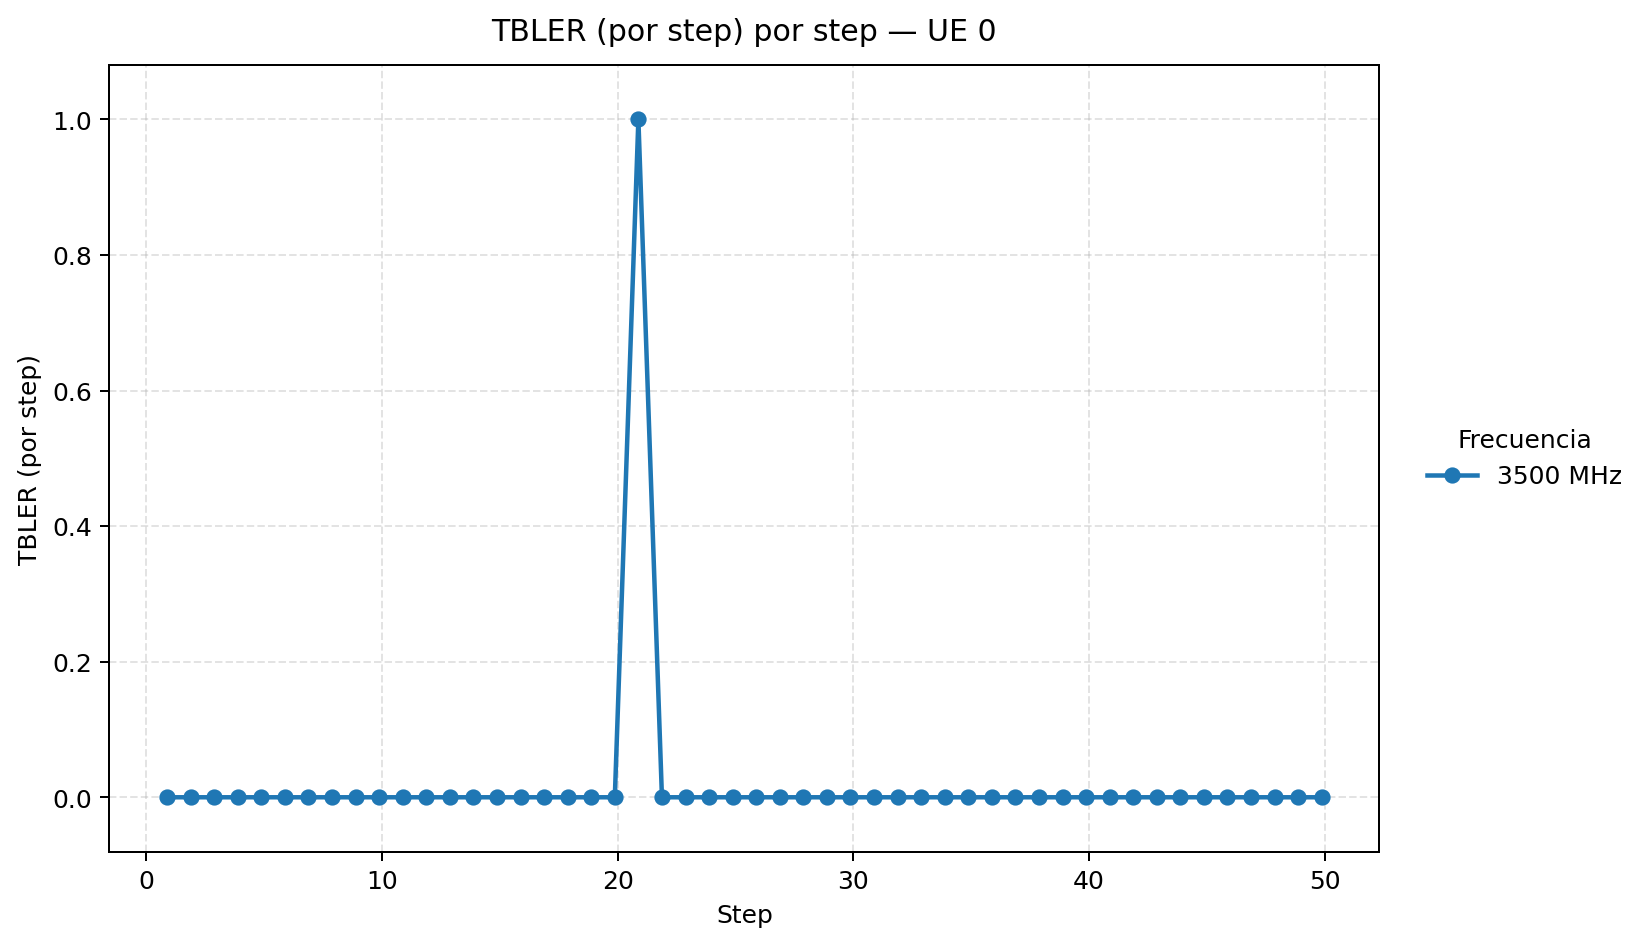 TBLER (por step) por step — UE 0
TBLER (por step)
1.0
0.8
0.6
0.4
0.2
0.0
0 10 20 30 40 50
Step
Frecuencia
3500 MHz